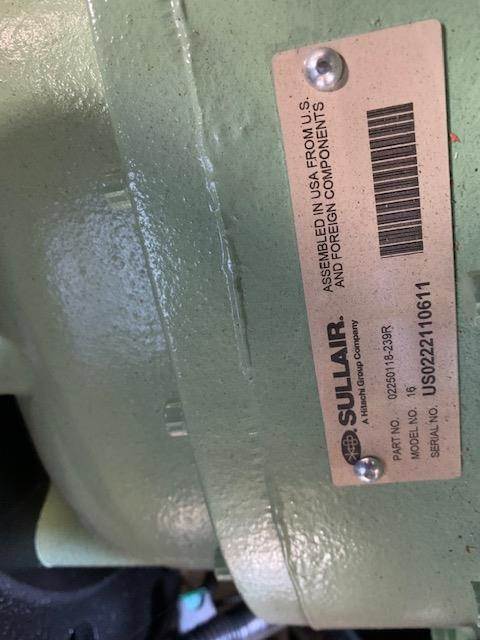 ASSEMBLED IN USA FROM U.S.
AND FOREIGN COMPONENTS
SULLAIR.
A Hitachi Group Company
PART NO. 02250118-239R
MODEL NO. 16
SERIAL NO. US0222110611